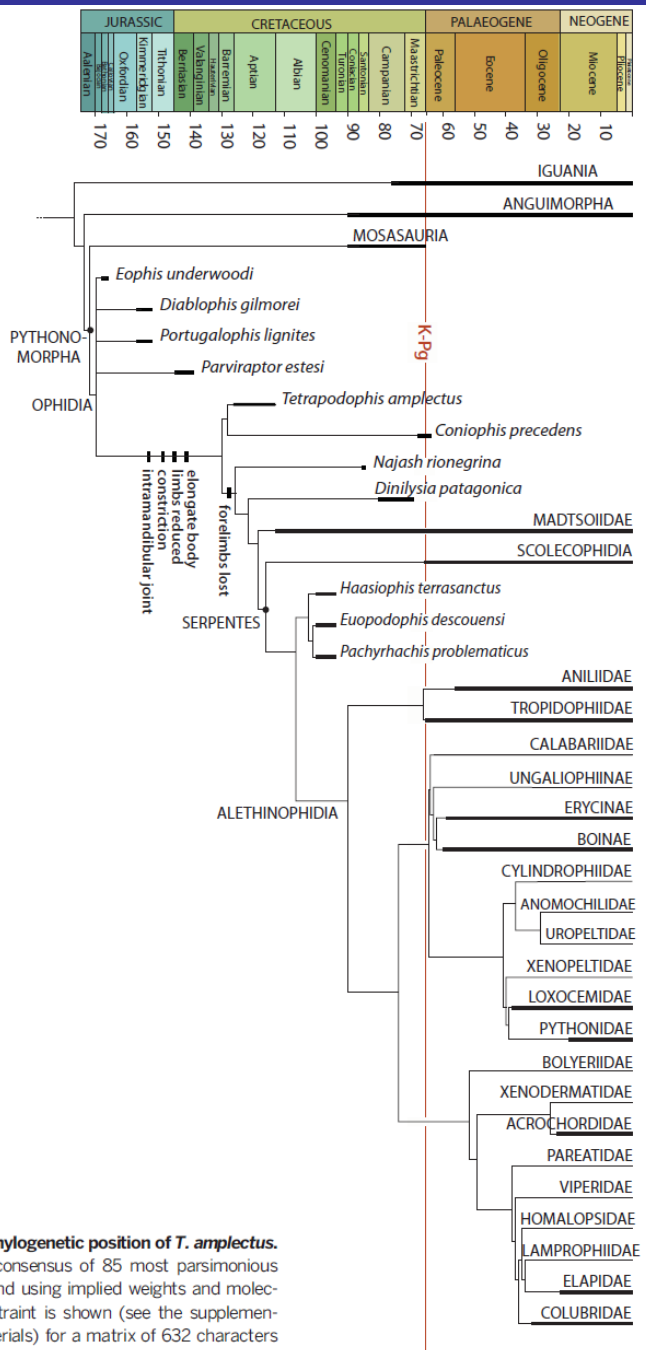 JURASSIC
CRETACEOUS
PALAEOGENE
NEOGENE
Aalenian
Oxfordian
Kimmeridgian
Tithonian
Berriasian
Valanginian
Hauterivian
Barremian
Aptian
Albian
Cenomanian
Turonian
Coniacian
Santonian
Campanian
Maastrichtian
Paleocene
Eocene
Oligocene
Miocene
Pliocene
170
160
150
140
130
120
110
100
90
80
70
60
50
40
30
20
10
IGUANIA
ANGUIMORPHA
MOSASAURIA
Eophis underwoodi
Diablophis gilmorei
Portugalophis lignites
PYTHONO-
MORPHA
K-Pg
Parviraptor estesi
OPHIDIA
Tetrapodophis amplectus
Coniophis precedens
Najash rionegrina
Dinilysia patagonica
elongate body
limbs reduced
constriction
intramandibular joint
forelimbs lost
MADTSOIIDAE
SCOLECOPHIDIA
Haasiophis terrasanctus
SERPENTES
Euopodophis descouensi
Pachyrhachis problematicus
ANILIIDAE
TROPIDOPHIIDAE
CALABARIIDAE
UNGALIOPHIINAE
ERYCINAE
ALETHINOPHIDIA
BOINAE
CYLINDROPHIIDAE
ANOMOCHILIDAE
UROPELTIDAE
XENOPELTIDAE
LOXOCEMIDAE
PYTHONIDAE
BOLYERIIDAE
XENODERMATIDAE
ACROCHORDIDAE
PAREATIDAE
VIPERIDAE
HOMALOPSIDAE
LAMPROPHIIDAE
ELAPIDAE
COLUBRIDAE
hylogenetic position of T. amplectus.
consensus of 85 most parsimonious
nd using implied weights and molec-
traint is shown (see the supplemen-
erials) for a matrix of 632 characters